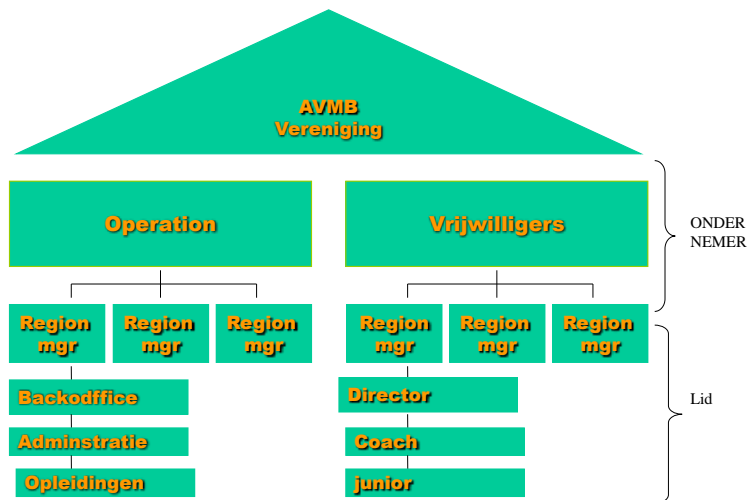 AVMB
Vereniging
Operation
Vrijwilligers
ONDER
NEMER
Region
mgr
Region
mgr
Region
mgr
Region
mgr
Region
mgr
Region
mgr
Backodffice
Director
Lid
Adminstratie
Coach
Opleidingen
junior